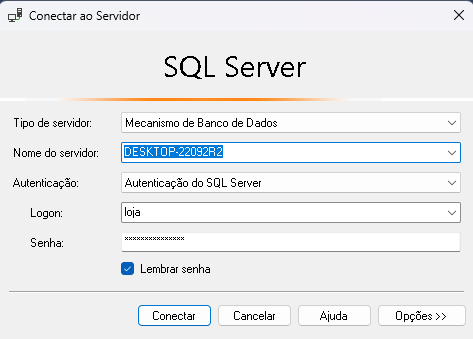 Conectar ao Servidor
SQL Server
Tipo de servidor: Mecanismo de Banco de Dados
Nome do servidor: DESKTOP-22092R2
Autenticação: Autenticação do SQL Server
Logon: loja
Senha: ***************
Lembrar senha
Conectar Cancelar Ajuda Opções >>